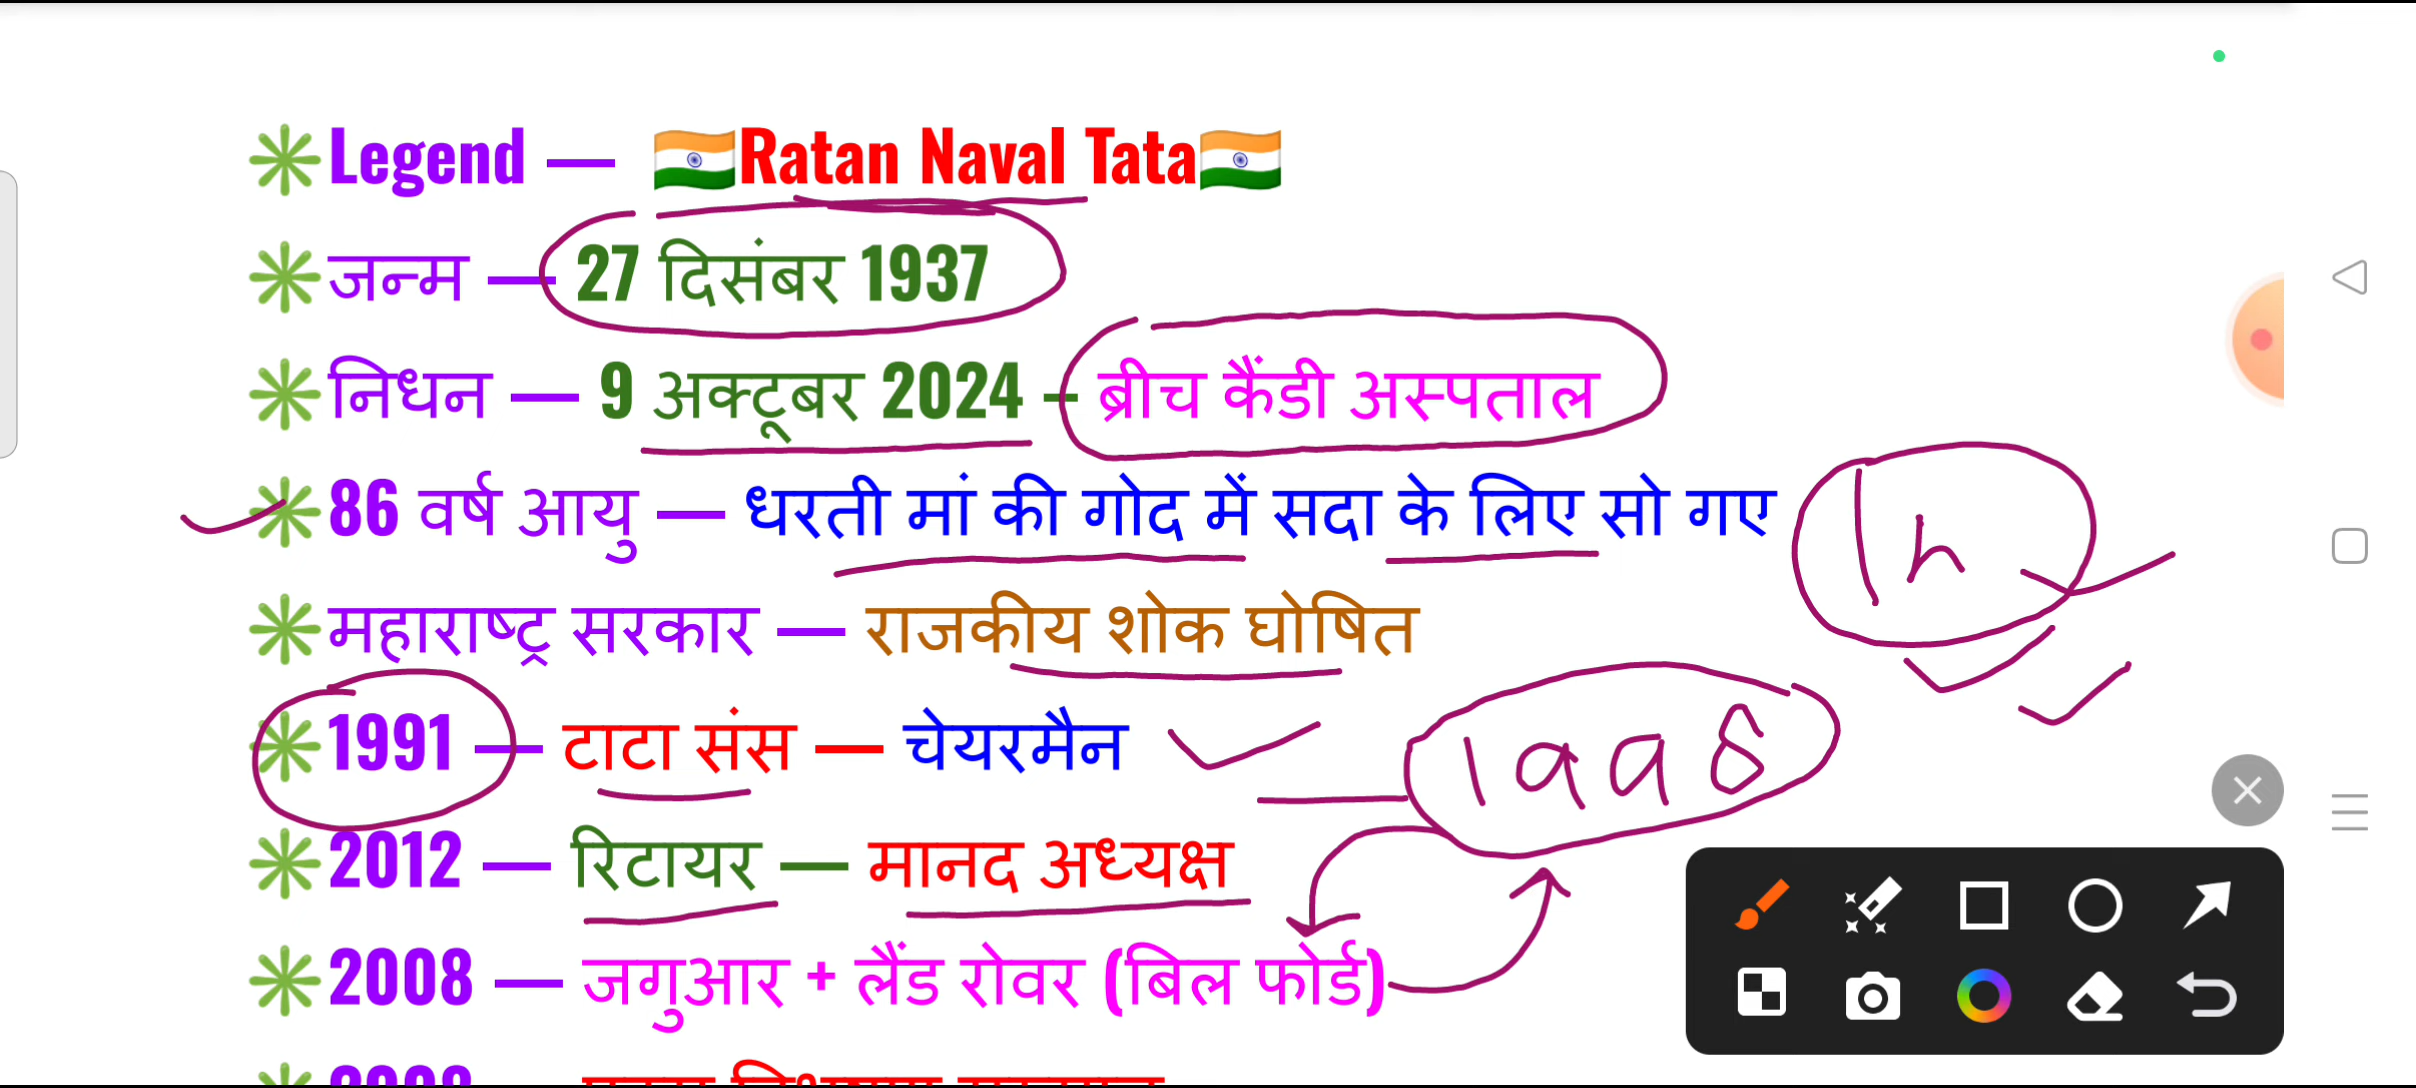 ✳️Legend — 🇮🇳Ratan Naval Tata🇮🇳
✳️जन्म — 27 दिसंबर 1937
✳️निधन — 9 अक्टूबर 2024 – ब्रीच कैंडी अस्पताल
✳️86 वर्ष आयु — धरती मां की गोद में सदा के लिए सो गए
✳️महाराष्ट्र सरकार — राजकीय शोक घोषित
✳️1991 — टाटा संस — चेयरमैन
1998
✳️2012 — रिटायर — मानद अध्यक्ष
✳️2008 — जगुआर + लैंड रोवर (बिल फोर्ड)